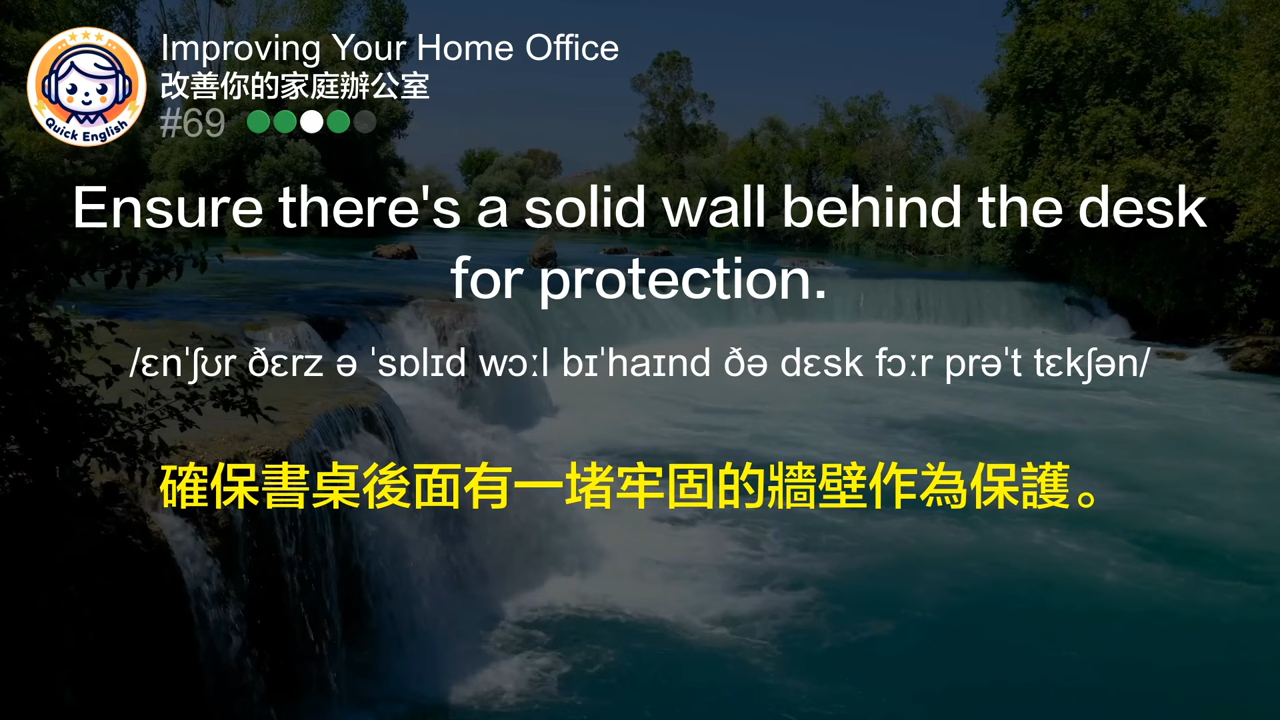 Quick English
Improving Your Home Office
改善你的家庭辦公室
#69
Ensure there's a solid wall behind the desk
for protection.
/ɛnˈʃʊr ðɛrz ə ˈsɒlɪd wɔːl bɪˈhaɪnd ðə dɛsk fɔːr prəˈt tɛkʃən/
確保書桌後面有一堵牢固的牆壁作為保護。